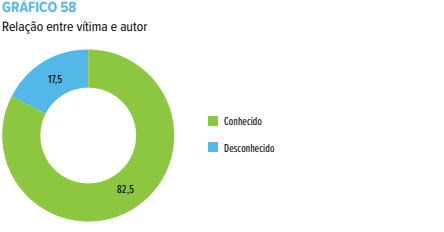 GRÁFICO 58
Relação entre vítima e autor
17,5
Conhecido
Desconhecido
82,5